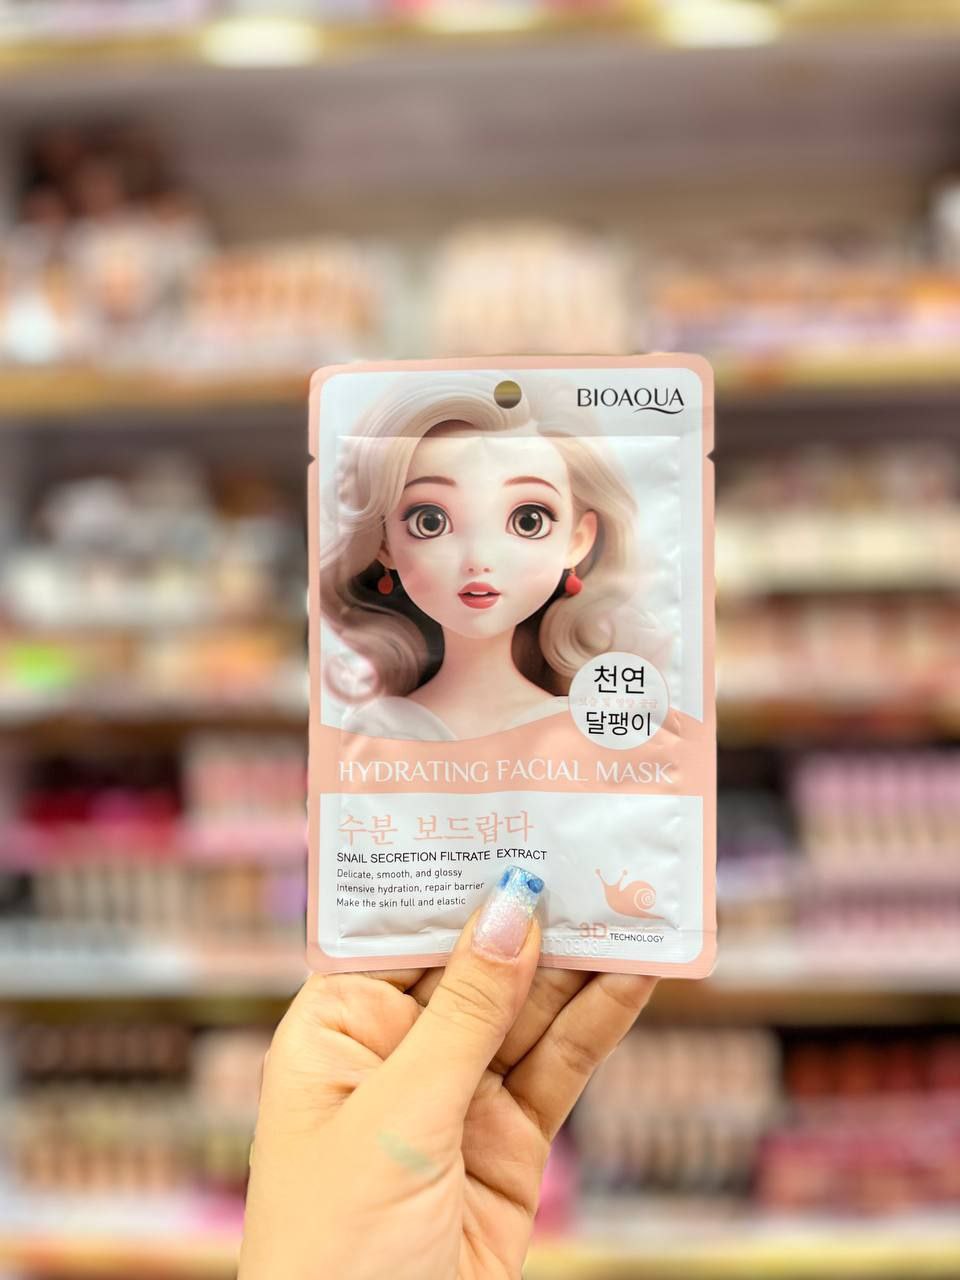 BIOAQUA
천연
달팽이
HYDRATING FACIAL MASK
수분 보드랍다
SNAIL SECRETION FILTRATE EXTRACT
Delicate, smooth, and glossy
Intensive hydration, repair barrier
Make the skin full and elastic
3D TECHNOLOGY